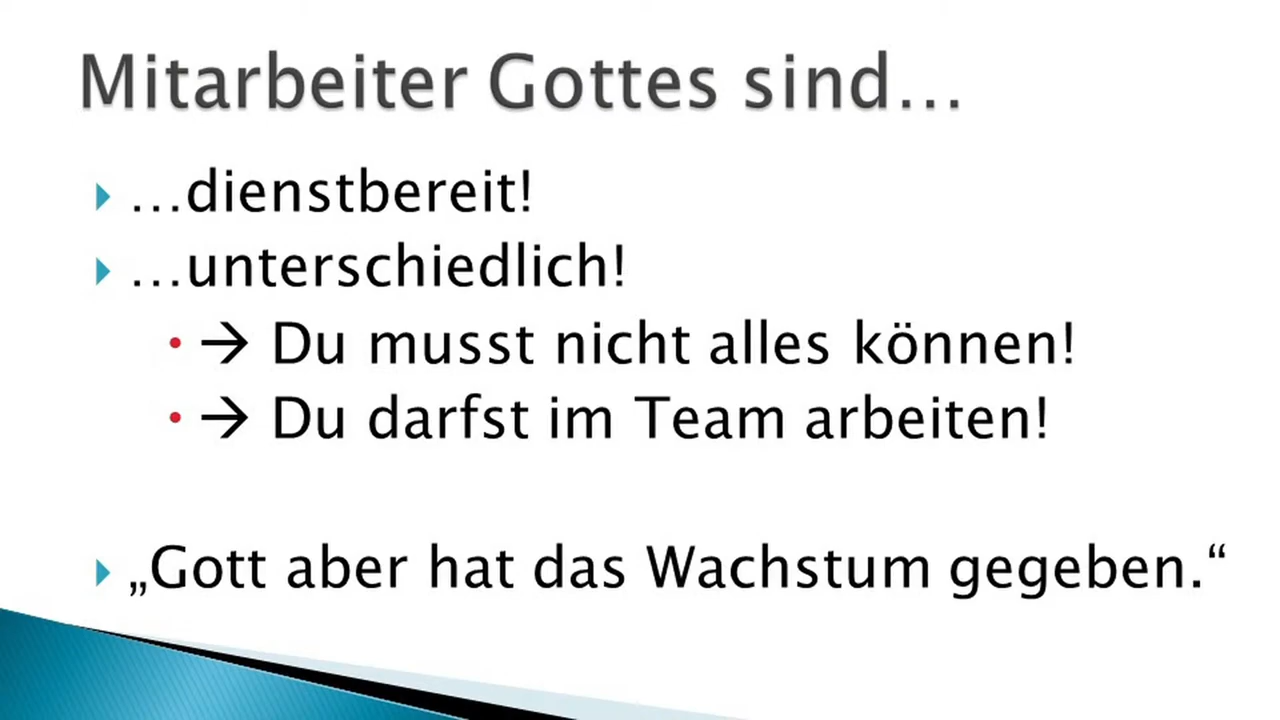 Mitarbeiter Gottes sind…
…dienstbereit!
…unterschiedlich!
→ Du musst nicht alles können!
→ Du darfst im Team arbeiten!
„Gott aber hat das Wachstum gegeben.“